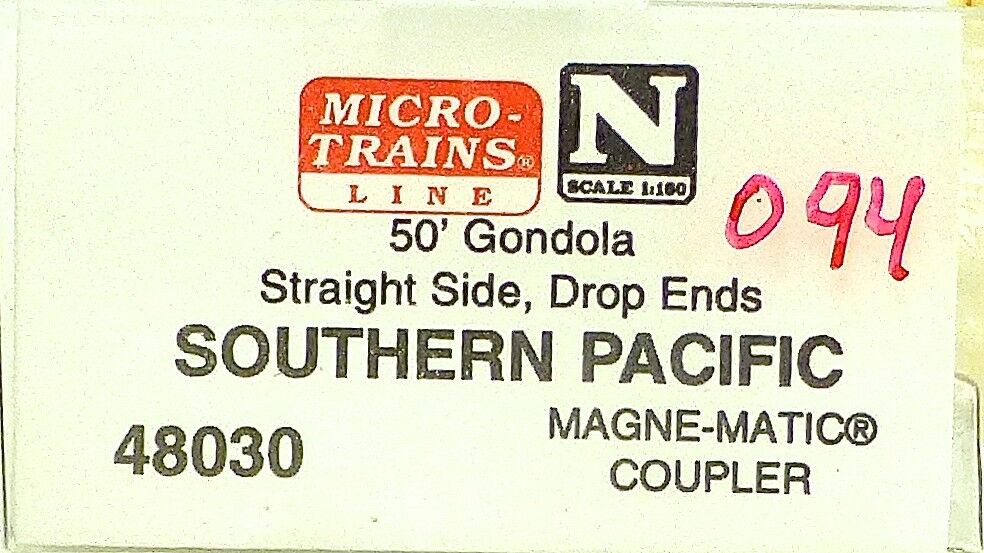 MICRO-
TRAINS®
LINE
N
SCALE 1:160
094
50' Gondola
Straight Side, Drop Ends
SOUTHERN PACIFIC
48030
MAGNE-MATIC®
COUPLER